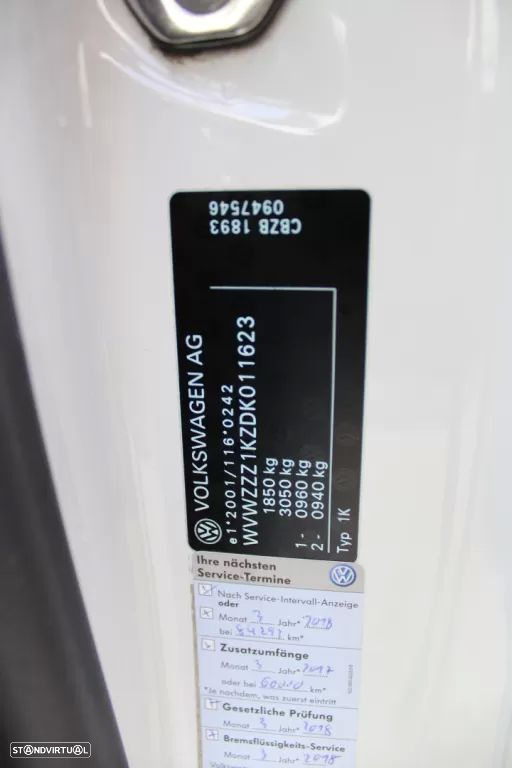 VOLKSWAGEN AG
e1*2001/116*0242
WVWZZZ1KZDK011623
1850 kg
3050 kg
1- 0960 kg
2- 0940 kg
Typ 1K
CBZB 1893
0947546
Ihre nächsten
Service-Termine
Nach Service-Intervall-Anzeige
oder
Monat 3 Jahr* 2018
bei km*
Zusatzumfänge
Monat 3 Jahr* 2017
oder bei 60000 km*
*Je nachdem, was zuerst eintritt
Gesetzliche Prüfung
Monat 3 Jahr* 2018
Bremsflüssigkeits-Service
Monat 3 Jahr* 2018
STANDVIRTUAL